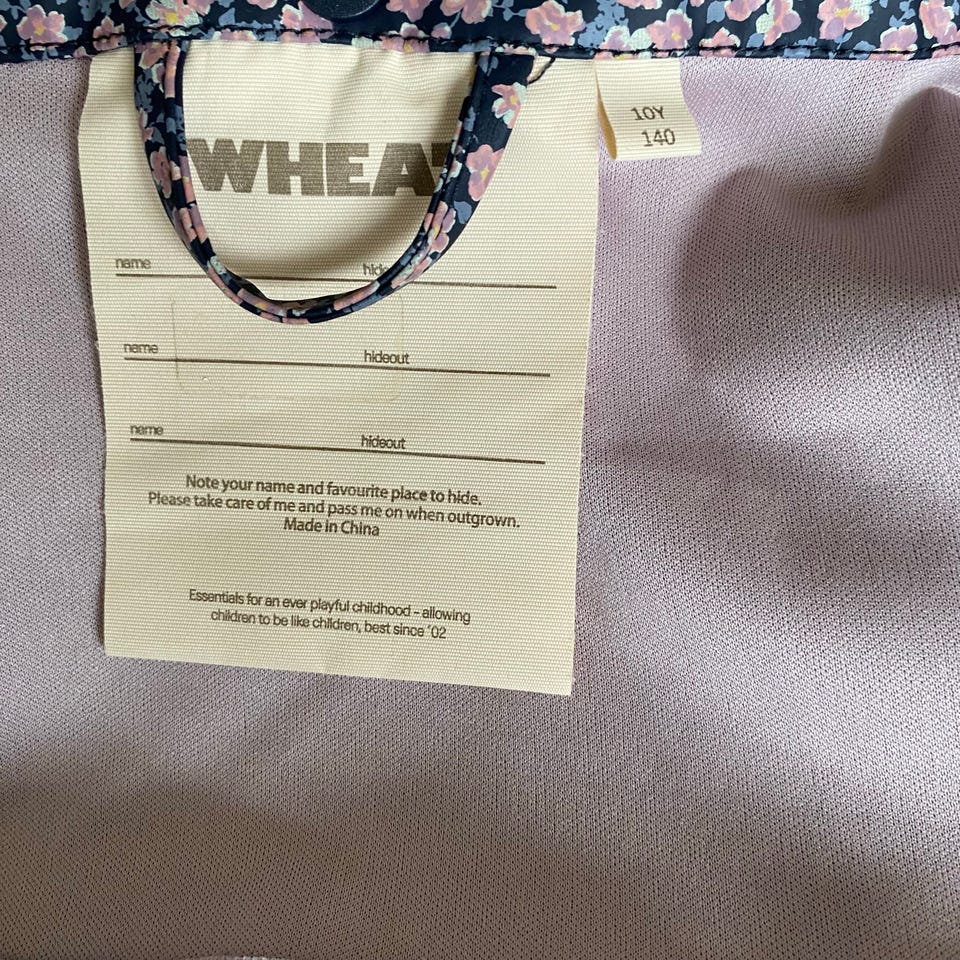 WHEAT
10Y
140
name hideout
name hideout
name hideout
Note your name and favourite place to hide.
Please take care of me and pass me on when outgrown.
Made in China
Essentials for an ever playful childhood - allowing
children to be like children, best since '02